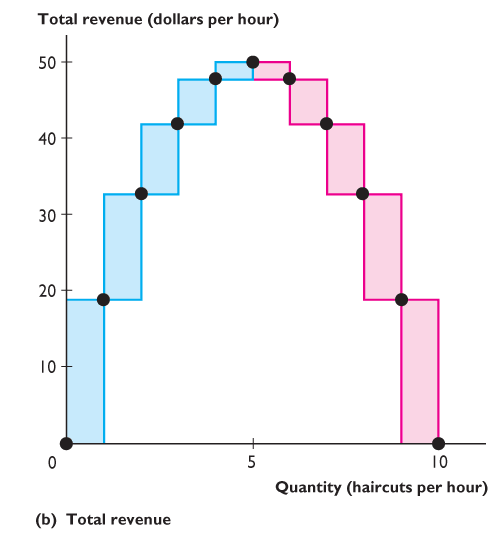 Total revenue (dollars per hour)
50
40
30
20
10
0
5
10
Quantity (haircuts per hour)
(b) Total revenue